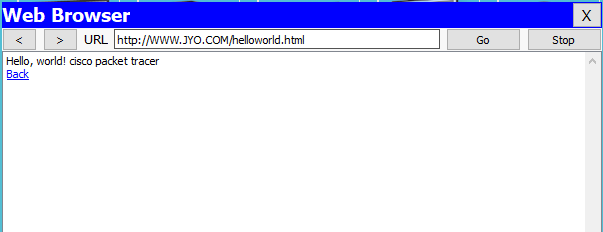 Web Browser X
< > URL http://WWW.JYO.COM/helloworld.html Go Stop
Hello, world! cisco packet tracer
Back